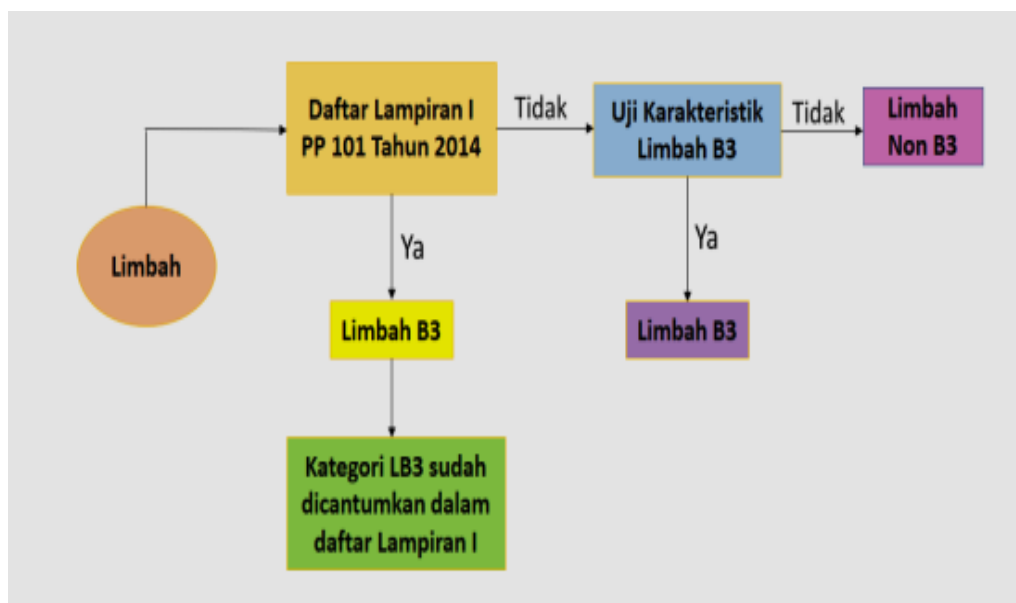 Limbah
Daftar Lampiran I
PP 101 Tahun 2014
Tidak
Uji Karakteristik
Limbah B3
Tidak
Limbah
Non B3
Ya
Ya
Limbah B3
Limbah B3
Kategori LB3 sudah
dicantumkan dalam
daftar Lampiran I